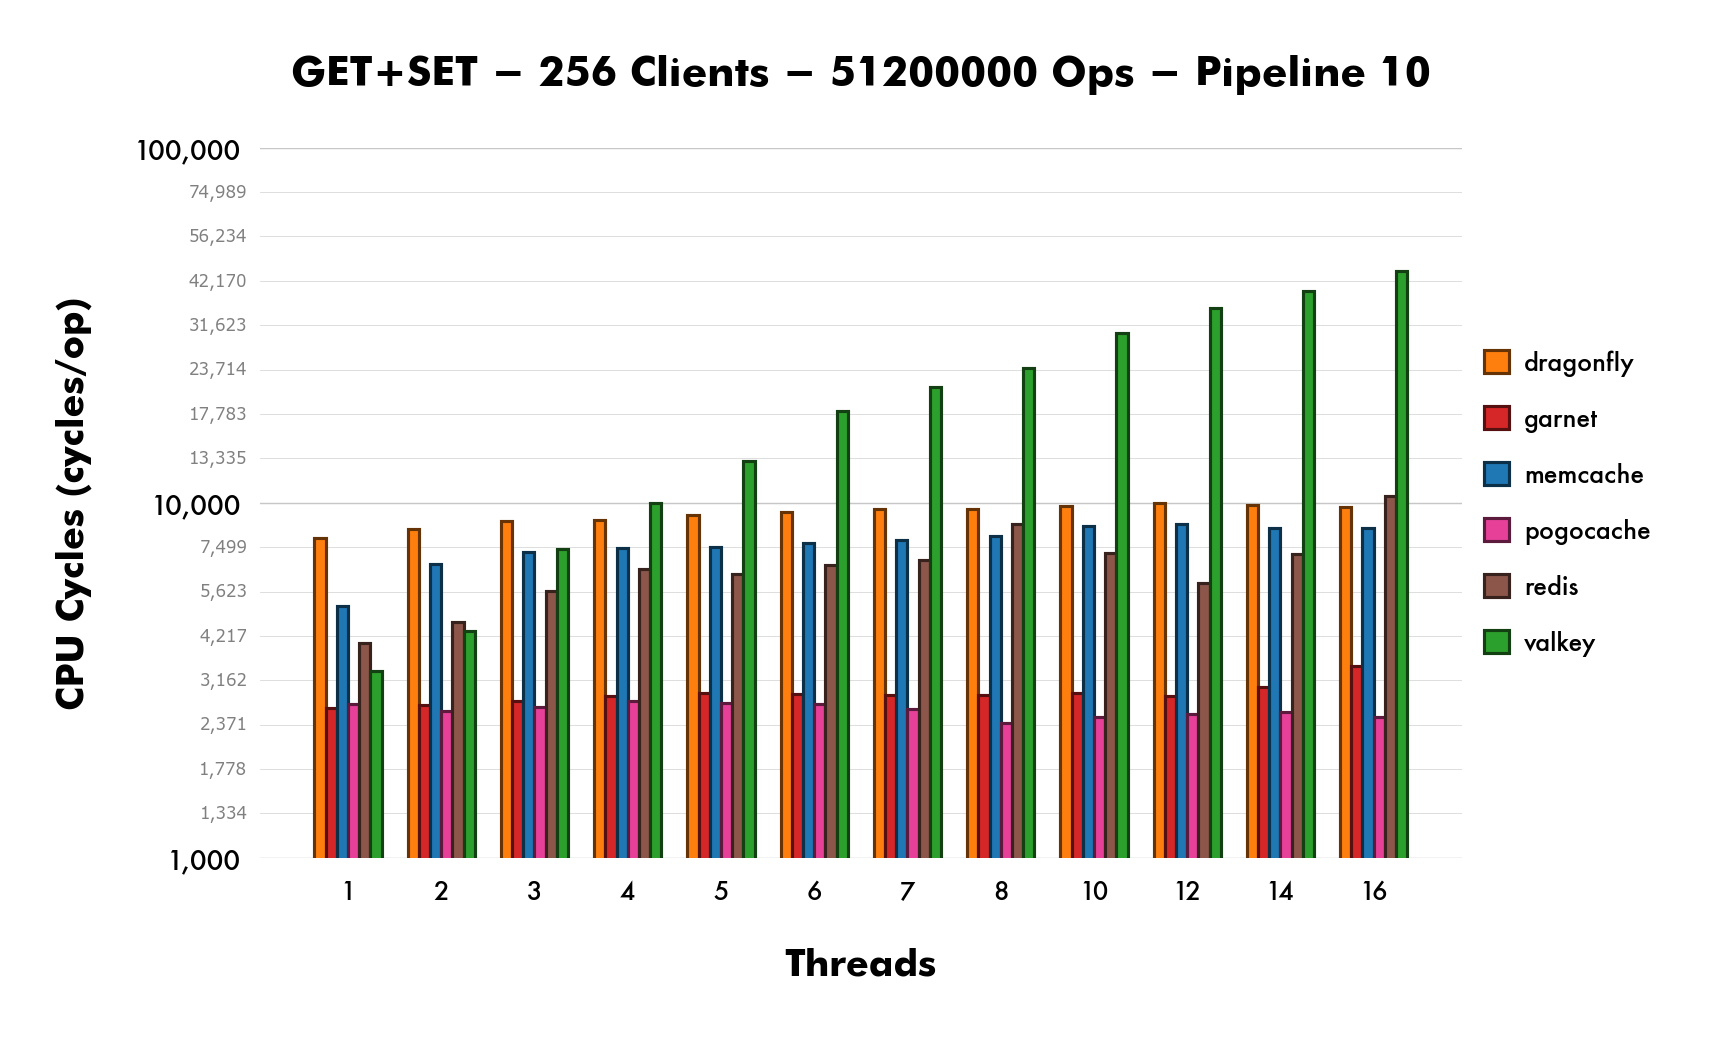 GET+SET – 256 Clients – 51200000 Ops – Pipeline 10
CPU Cycles (cycles/op)
100,000
74,989
56,234
42,170
31,623
23,714
17,783
13,335
10,000
7,499
5,623
4,217
3,162
2,371
1,778
1,334
1,000
1 2 3 4 5 6 7 8 10 12 14 16
Threads
dragonfly
garnet
memcache
pogocache
redis
valkey